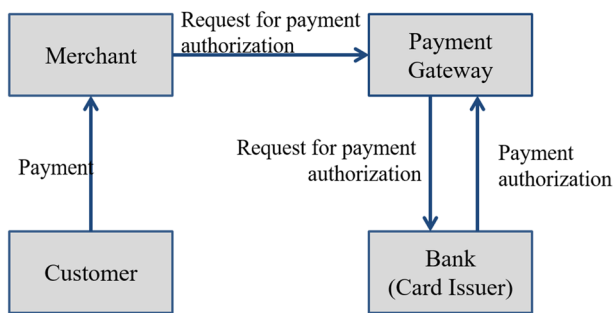 Request for payment
authorization
Merchant
Payment
Gateway
Request for payment
authorization
Payment
authorization
Payment
Customer
Bank
(Card Issuer)